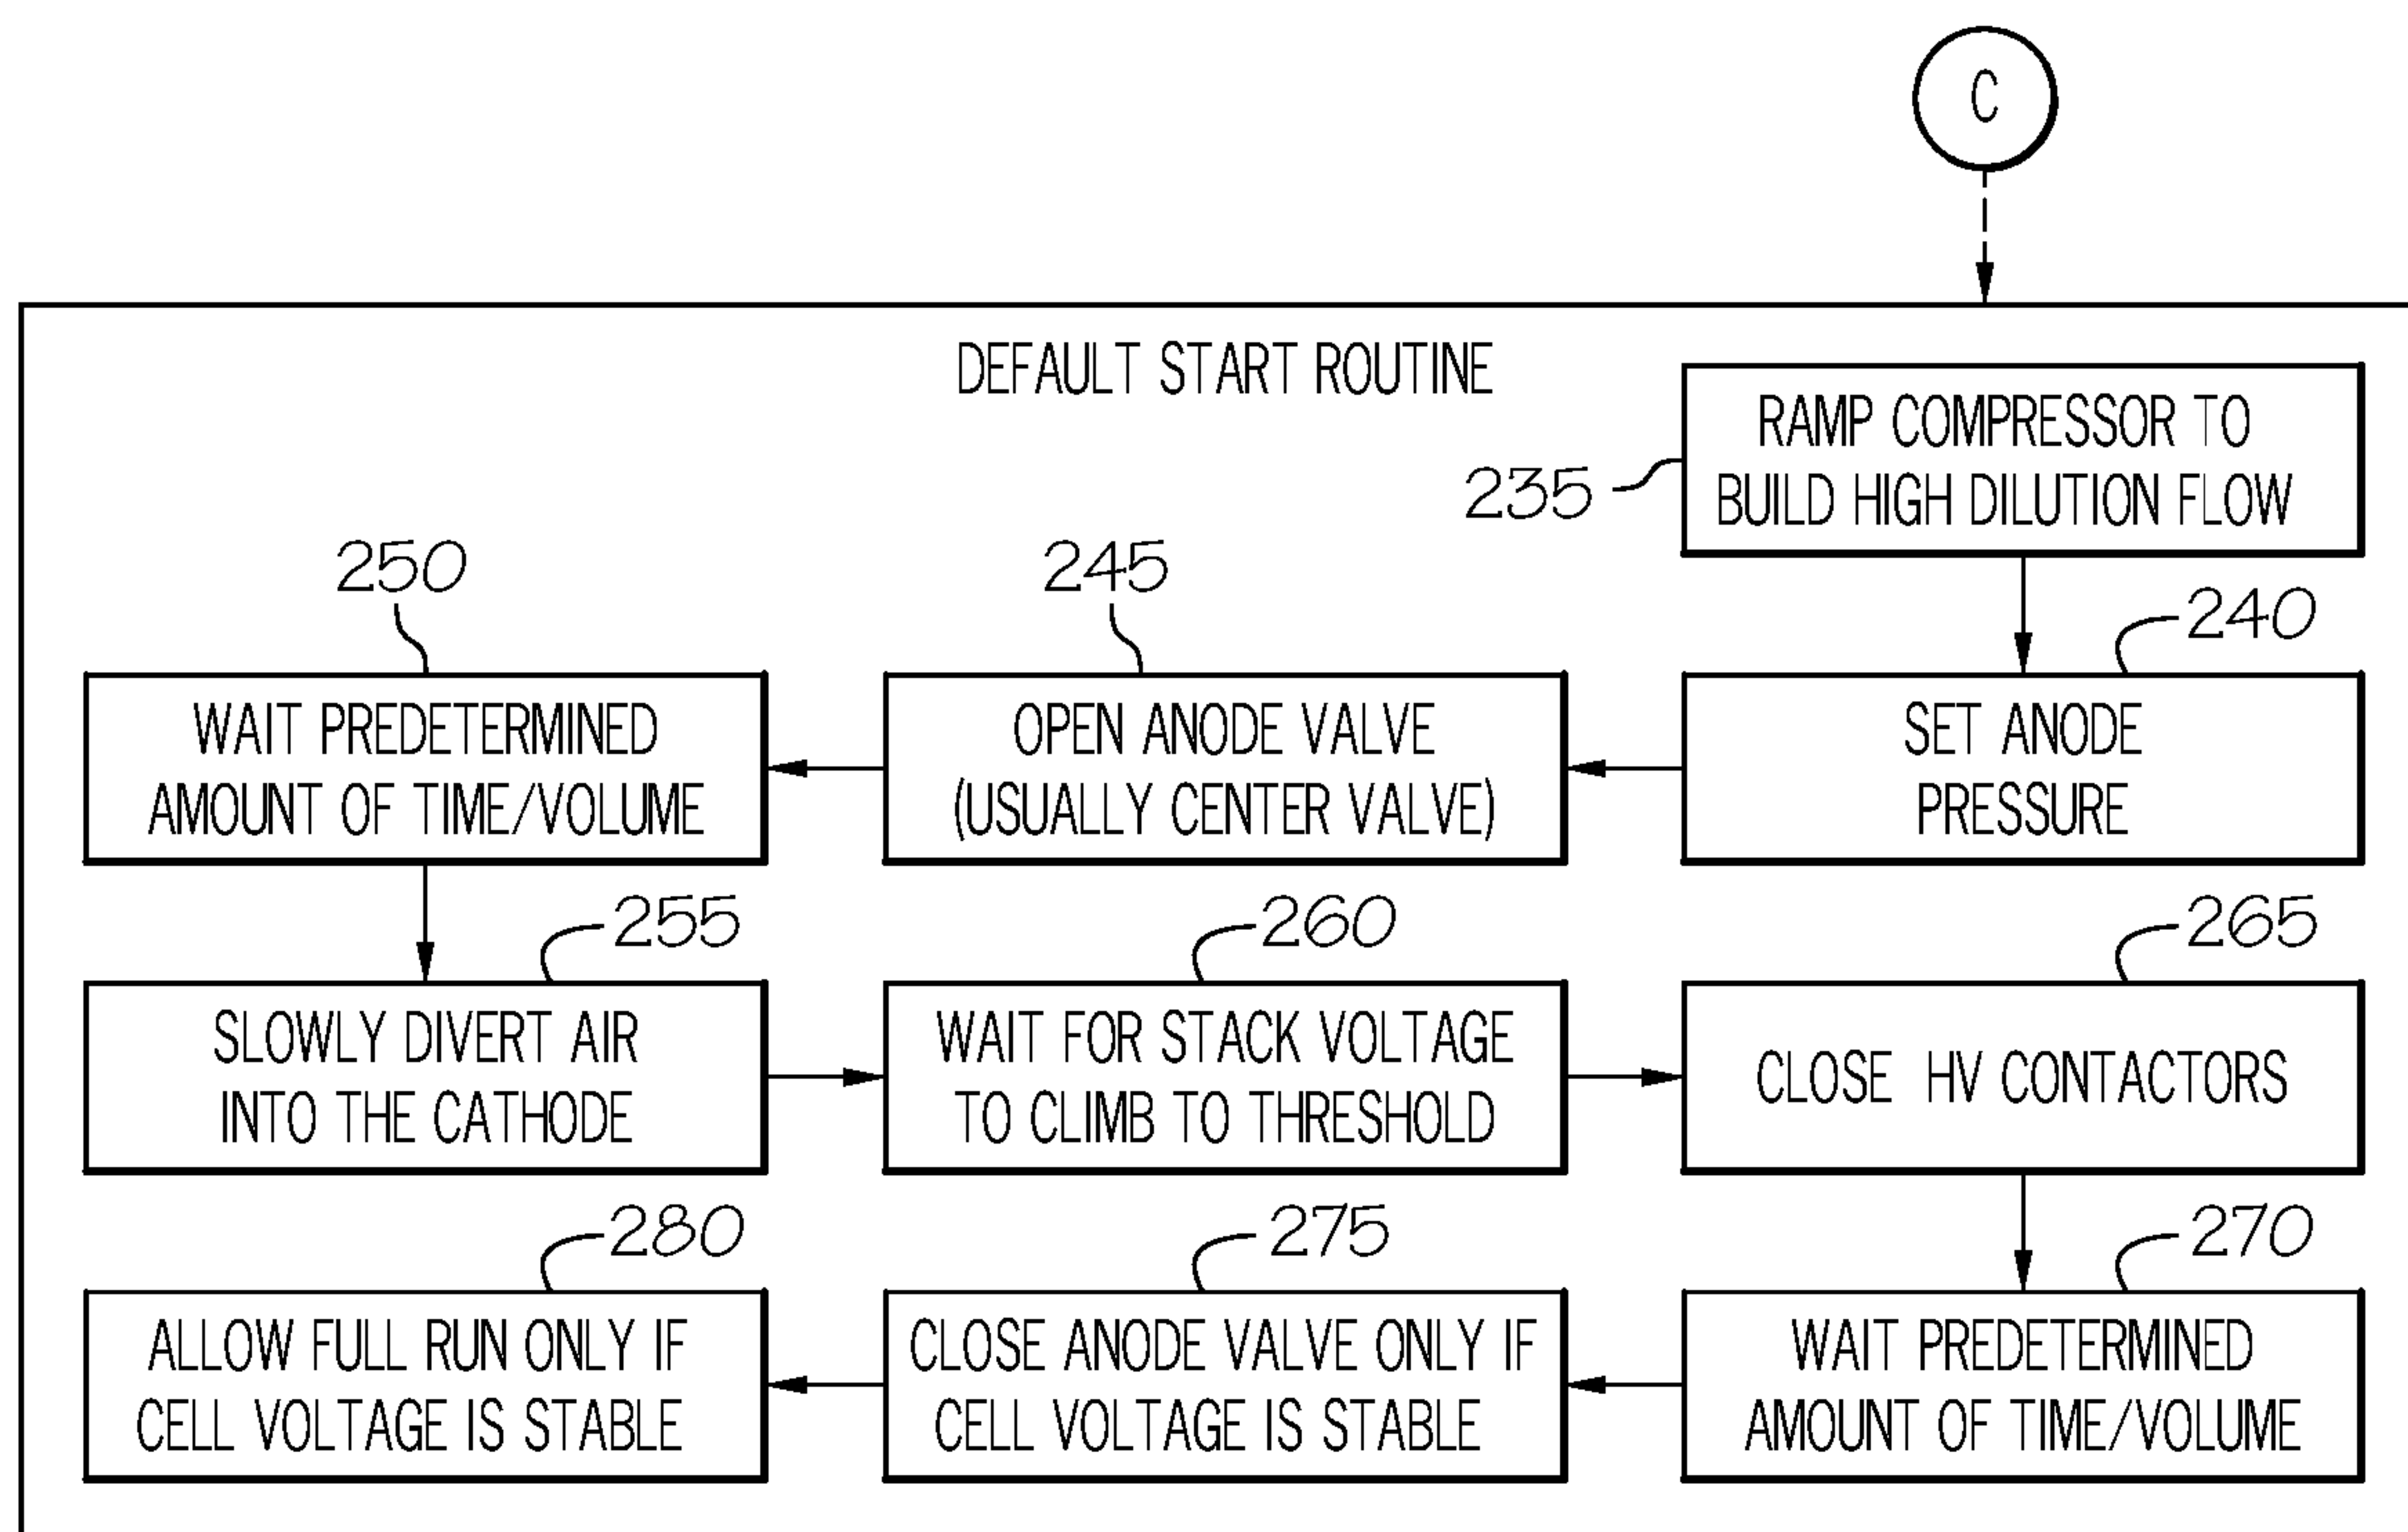 C
DEFAULT START ROUTINE
RAMP COMPRESSOR TO
BUILD HIGH DILUTION FLOW
235
240
SET ANODE
PRESSURE
245
OPEN ANODE VALVE
(USUALLY CENTER VALVE)
250
WAIT PREDETERMINED
AMOUNT OF TIME/VOLUME
255
SLOWLY DIVERT AIR
INTO THE CATHODE
260
WAIT FOR STACK VOLTAGE
TO CLIMB TO THRESHOLD
265
CLOSE HV CONTACTORS
270
WAIT PREDETERMINED
AMOUNT OF TIME/VOLUME
275
CLOSE ANODE VALVE ONLY IF
CELL VOLTAGE IS STABLE
280
ALLOW FULL RUN ONLY IF
CELL VOLTAGE IS STABLE